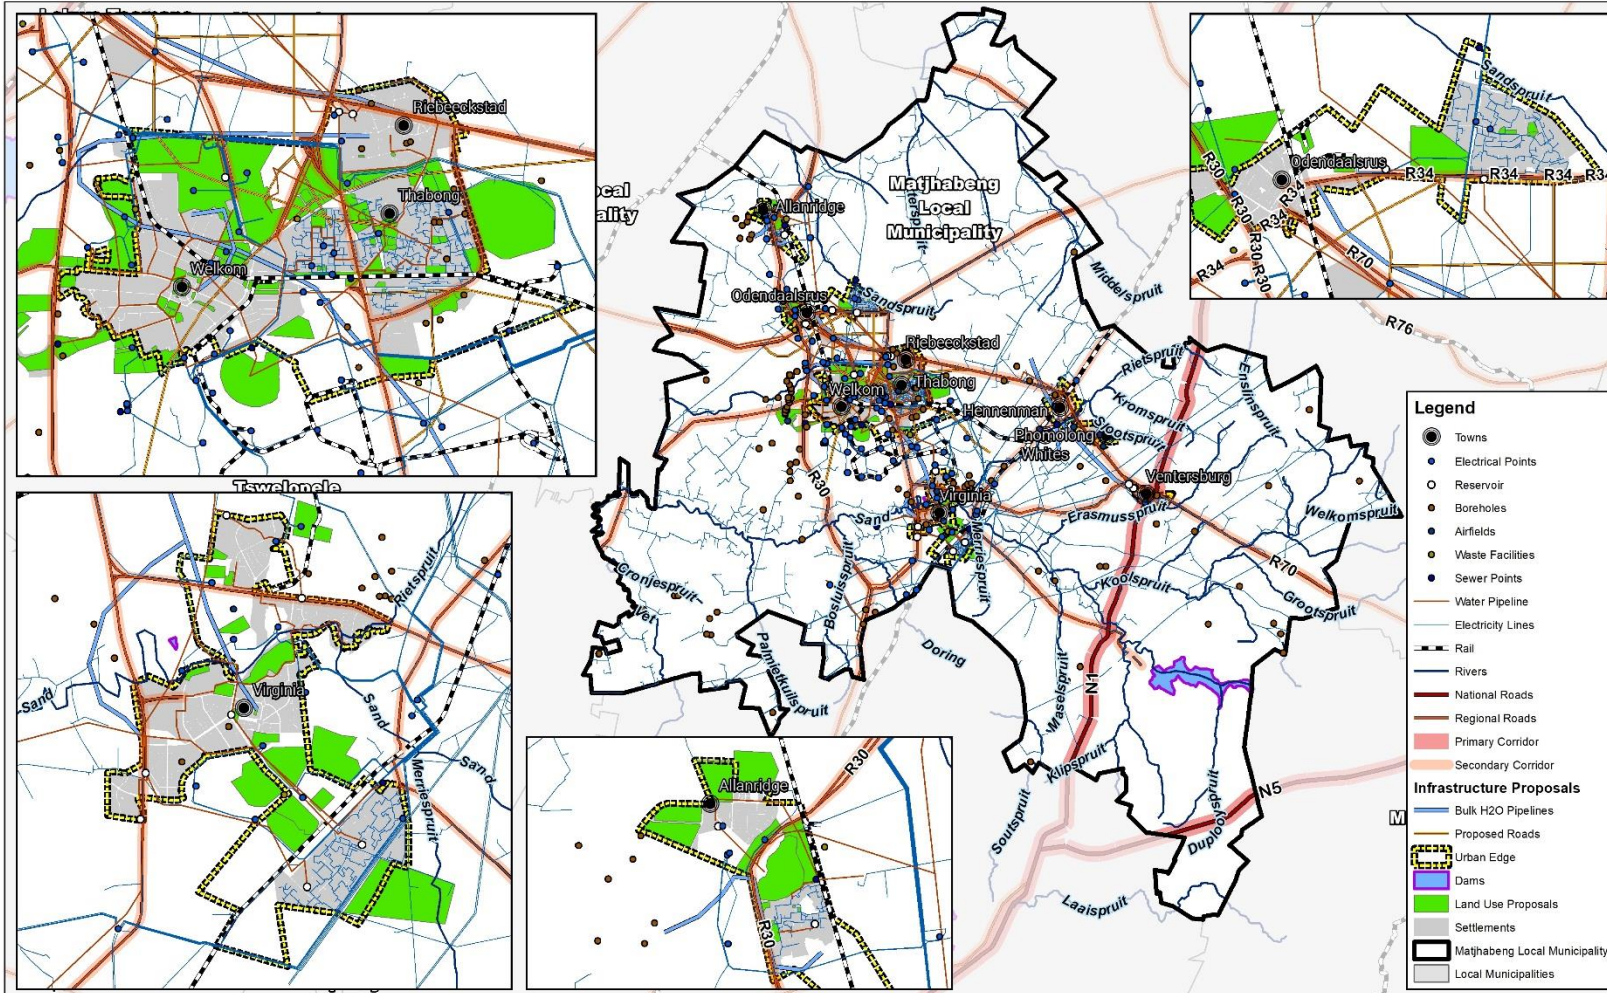 Riebeeckstad
Thabong
Welkom
Tswelopele
Rietspruit
Sand
Virginia
Sand
Sand
Merriespruit
Allanridge
R30
R30
Matjhabeng
Local
Municipality
Allanridge
Middelspruit
Odendaalsrus
Sandspruit
Riebeeckstad
Thabong
Welkom
Hennenman
Phomolong
Whites
Rietspruit
Kromspruit
Slootspruit
Enslinspruit
R76
R30
Virginia
Ventersburg
Sand
Erasmusspruit
Welkomspruit
Merriespruit
R70
Koolspruit
Grootspruit
Cronjespruit
Vet
Bosluisspruit
Palmietkuilspruit
Doring
Maselspruit
N1
Klipspruit
Soutspruit
Duplooyspruit
N5
Laaispruit
Sandspruit
Odendaalsrus
R30
R34
R34
R34
R34
R34
R34
R30
R30
R30
R34
R70
Legend
Towns
Electrical Points
Reservoir
Boreholes
Airfields
Waste Facilities
Sewer Points
Water Pipeline
Electricity Lines
Rail
Rivers
National Roads
Regional Roads
Primary Corridor
Secondary Corridor
Infrastructure Proposals
Bulk H2O Pipelines
Proposed Roads
Urban Edge
Dams
Land Use Proposals
Settlements
Matjhabeng Local Municipality
Local Municipalities